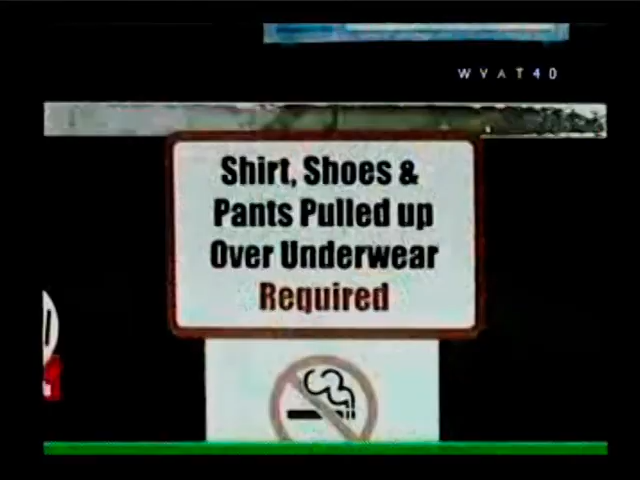 WVAT40
Shirt, Shoes &
Pants Pulled up
Over Underwear
Required